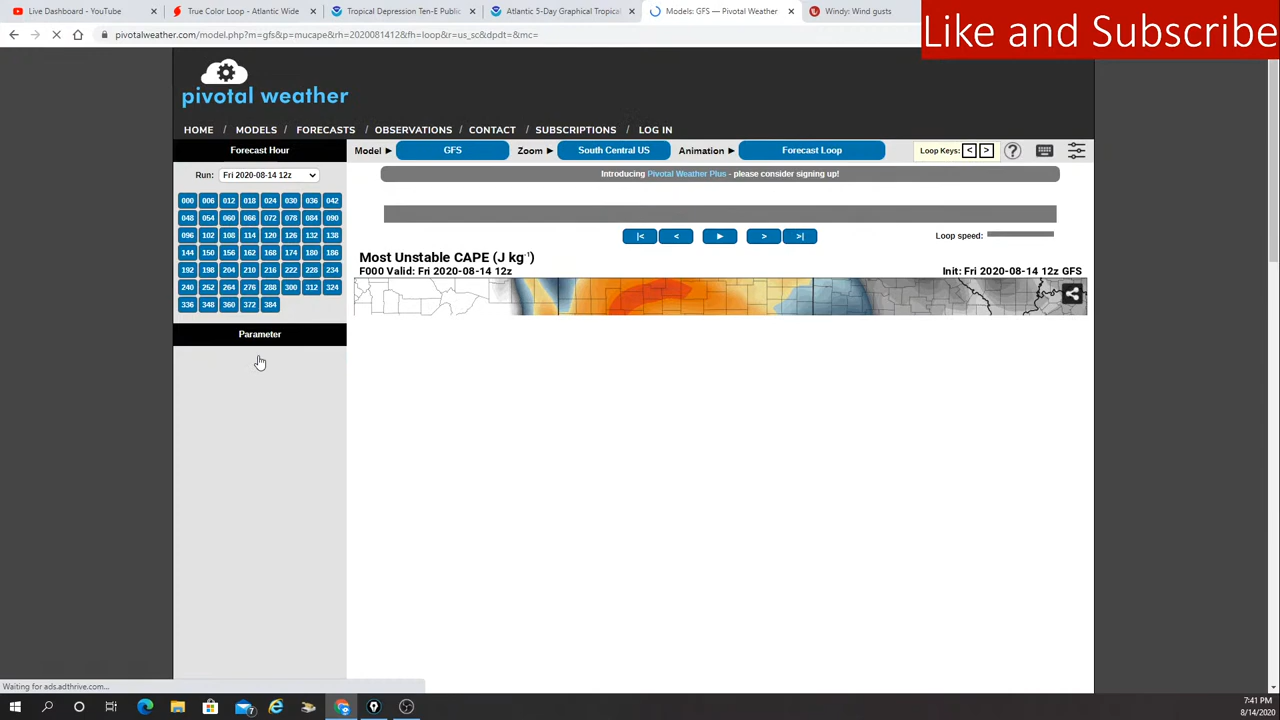 Live Dashboard - YouTube
True Color Loop - Atlantic Wide
Tropical Depression Ten-E Public
Atlantic 5-Day Graphical Tropical
Models: GFS — Pivotal Weather
Windy: Wind gusts
Like and Subscribe
pivotalweather.com/model.php?m=gfs&p=mucape&rh=2020081412&fh=loop&r=us_sc&dpdt=&mc=
pivotal weather
HOME / MODELS / FORECASTS / OBSERVATIONS / CONTACT / SUBSCRIPTIONS / LOG IN
Forecast Hour
Model ▶ GFS Zoom ▶ South Central US Animation ▶ Forecast Loop Loop Keys: < > ?
Run: Fri 2020-08-14 12z
Introducing Pivotal Weather Plus - please consider signing up!
000 006 012 018 024 030 036 042
048 054 060 066 072 078 084 090
096 102 108 114 120 126 132 138
144 150 156 162 168 174 180 186
192 198 204 210 216 222 228 234
240 252 264 276 288 300 312 324
336 348 360 372 384
|< < ▶ > >| Loop speed:
Most Unstable CAPE (J kg⁻¹)
F000 Valid: Fri 2020-08-14 12z
Init: Fri 2020-08-14 12z GFS
Parameter
Waiting for ads.adthrive.com...
7
7:41 PM
8/14/2020